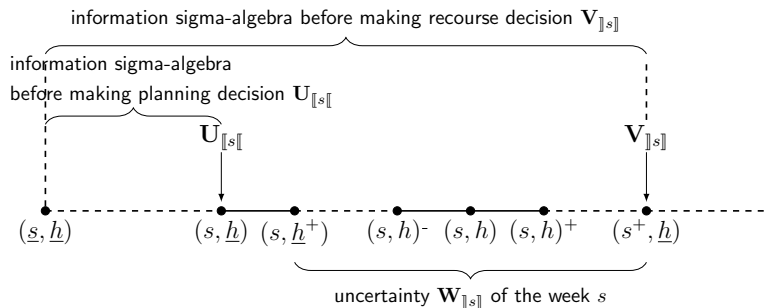 information sigma-algebra before making recourse decision 𝐕⟧s⟧
information sigma-algebra
before making planning decision 𝐔⟦s⟦
𝐔⟦s⟦ 𝐕⟧s⟧
(s̲, h̲) (s, h̲) (s, h̲⁺) (s, h)⁻ (s, h) (s, h)⁺ (s⁺, h̲)
uncertainty 𝐖⟧s⟧ of the week s